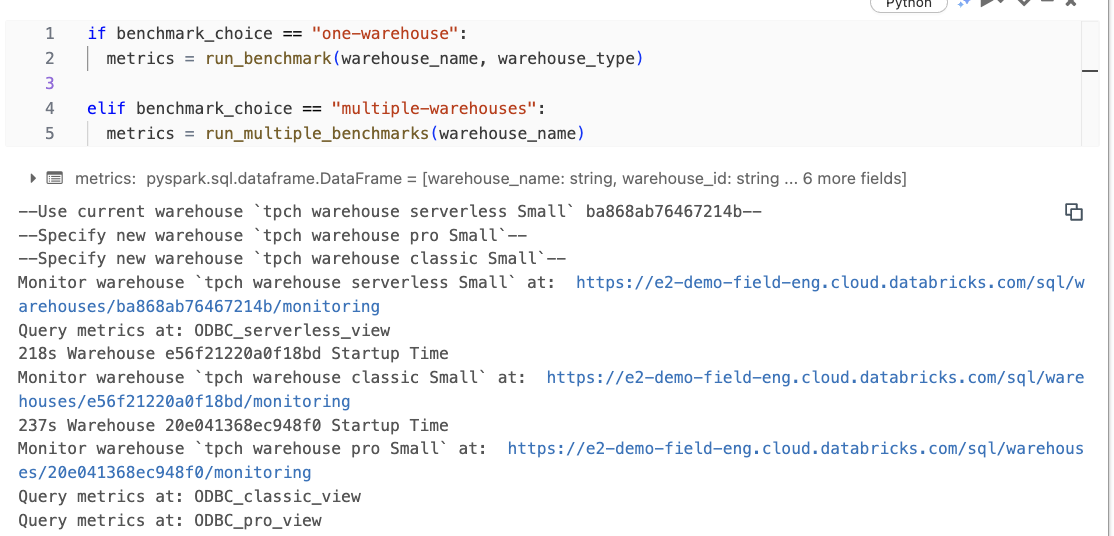 Python
1 if benchmark_choice == "one-warehouse":
2 metrics = run_benchmark(warehouse_name, warehouse_type)
3
4 elif benchmark_choice == "multiple-warehouses":
5 metrics = run_multiple_benchmarks(warehouse_name)
metrics: pyspark.sql.dataframe.DataFrame = [warehouse_name: string, warehouse_id: string ... 6 more fields]
--Use current warehouse `tpch warehouse serverless Small` ba868ab76467214b--
--Specify new warehouse `tpch warehouse pro Small`--
--Specify new warehouse `tpch warehouse classic Small`--
Monitor warehouse `tpch warehouse serverless Small` at: https://e2-demo-field-eng.cloud.databricks.com/sql/w
arehouses/ba868ab76467214b/monitoring
Query metrics at: ODBC_serverless_view
218s Warehouse e56f21220a0f18bd Startup Time
Monitor warehouse `tpch warehouse classic Small` at: https://e2-demo-field-eng.cloud.databricks.com/sql/ware
houses/e56f21220a0f18bd/monitoring
237s Warehouse 20e041368ec948f0 Startup Time
Monitor warehouse `tpch warehouse pro Small` at: https://e2-demo-field-eng.cloud.databricks.com/sql/warehous
es/20e041368ec948f0/monitoring
Query metrics at: ODBC_classic_view
Query metrics at: ODBC_pro_view